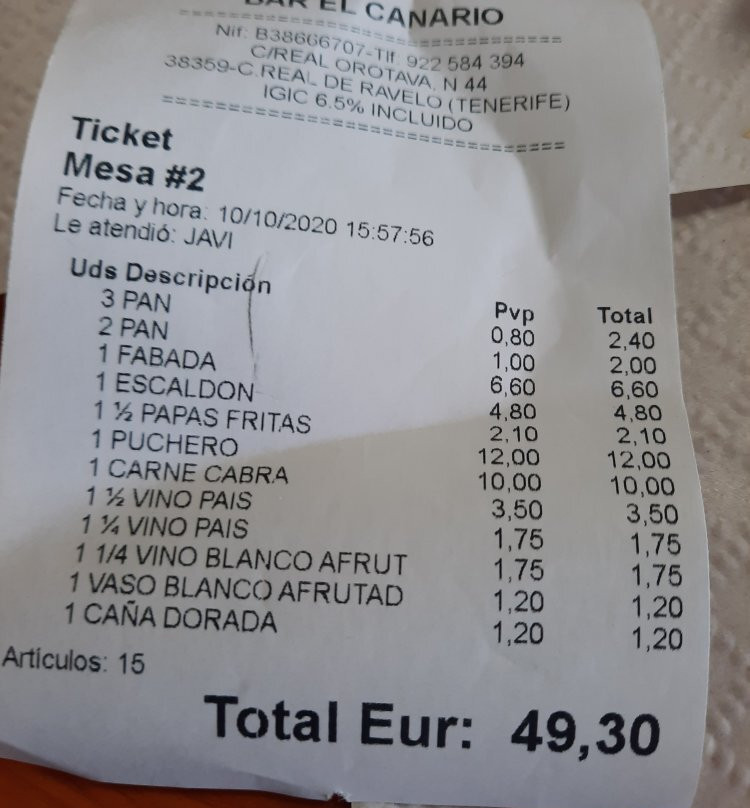 BAR EL CANARIO
================================
Nif: B38666707-Tlf. 922 584 394
C/REAL OROTAVA, N 44
38359-C.REAL DE RAVELO (TENERIFE)
IGIC 6.5% INCLUIDO
================================
Ticket
Mesa #2
Fecha y hora: 10/10/2020 15:57:56
Le atendió: JAVI
Uds Descripción Pvp Total
3 PAN 0,80 2,40
2 PAN 1,00 2,00
1 FABADA 6,60 6,60
1 ESCALDON 4,80 4,80
1 ½ PAPAS FRITAS 2,10 2,10
1 PUCHERO 12,00 12,00
1 CARNE CABRA 10,00 10,00
1 ½ VINO PAIS 3,50 3,50
1 ¼ VINO PAIS 1,75 1,75
1 1/4 VINO BLANCO AFRUT 1,75 1,75
1 VASO BLANCO AFRUTAD 1,20 1,20
1 CAÑA DORADA 1,20 1,20
Artículos: 15
Total Eur: 49,30